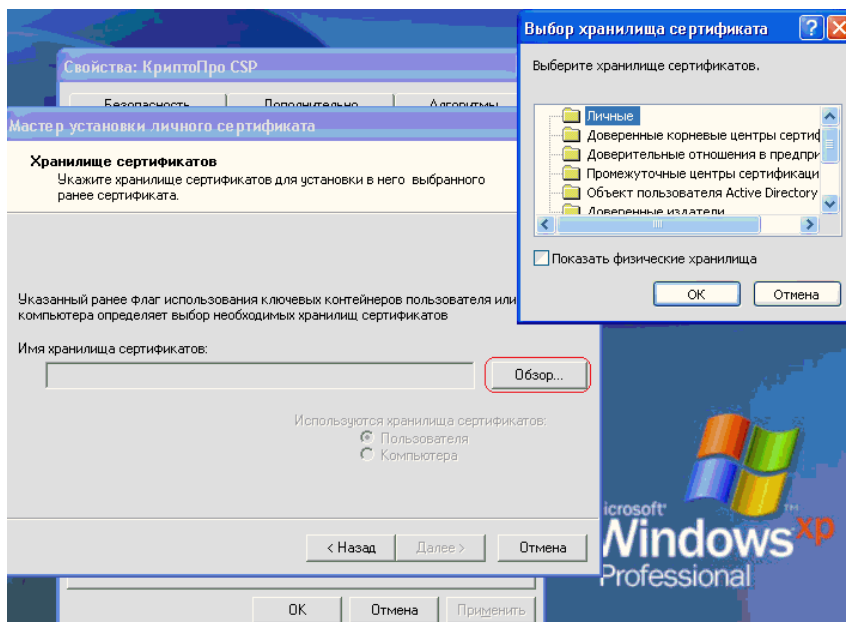 Выбор хранилища сертификата
Выберите хранилище сертификатов.
Личные
Доверенные корневые центры сертиф
Доверительные отношения в предпри
Промежуточные центры сертификаци
Объект пользователя Active Directory
Доверенные издатели
Показать физические хранилища
ОК
Отмена
Свойства: КриптоПро CSP
Безопасность
Дополнительно
Алгоритмы
Мастер установки личного сертификата
Хранилище сертификатов
Укажите хранилище сертификатов для установки в него выбранного
ранее сертификата.
Указанный ранее флаг использования ключевых контейнеров пользователя или
компьютера определяет выбор необходимых хранилищ сертификатов
Имя хранилища сертификатов:
Обзор...
Используются хранилища сертификатов:
Пользователя
Компьютера
< Назад
Далее >
Отмена
ОК
Отмена
Применить
icrosoft
Windows xp
Professional